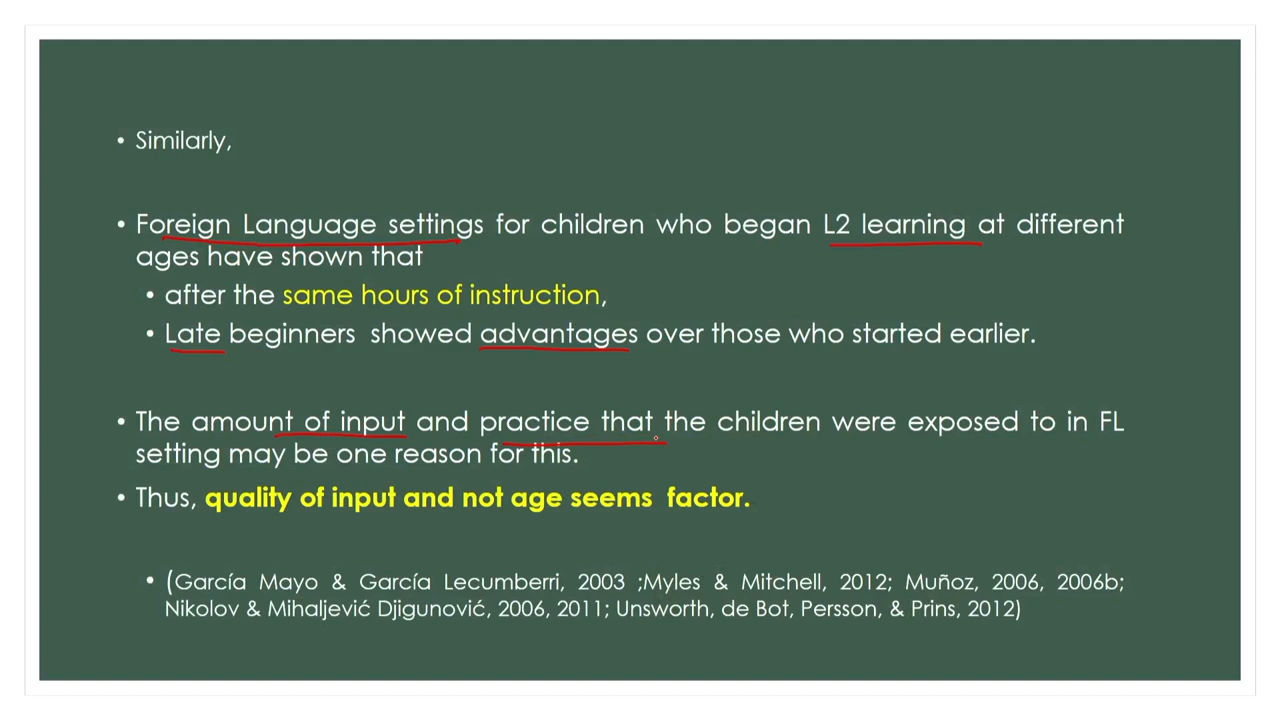 • Similarly,
• Foreign Language settings for children who began L2 learning at different
ages have shown that
• after the same hours of instruction,
• Late beginners showed advantages over those who started earlier.
• The amount of input and practice that the children were exposed to in FL
setting may be one reason for this.
• Thus, quality of input and not age seems factor.
• (García Mayo & García Lecumberri, 2003 ;Myles & Mitchell, 2012; Muñoz, 2006, 2006b;
Nikolov & Mihaljević Djigunović, 2006, 2011; Unsworth, de Bot, Persson, & Prins, 2012)